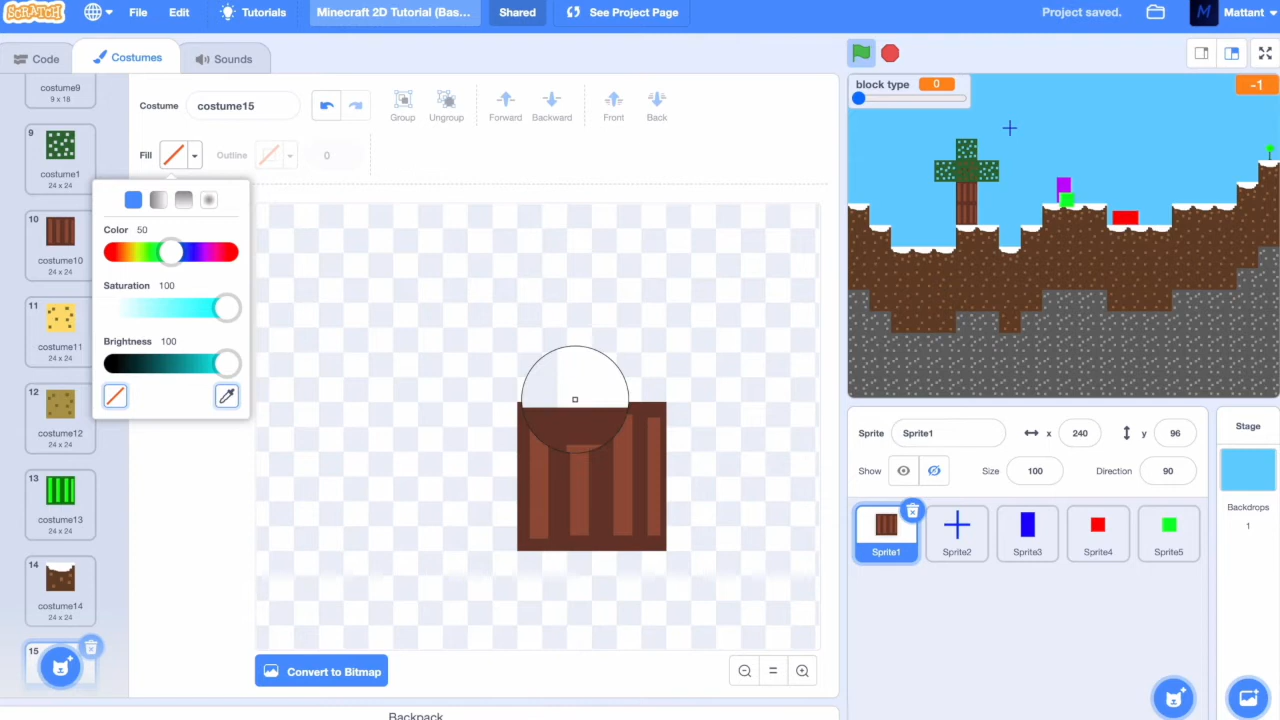 SCRATCH File Edit Tutorials Minecraft 2D Tutorial (Bas... Shared See Project Page Project saved. M Mattant
Code Costumes Sounds
costume9
9 x 18
9
costume1
24 x 24
10
costume10
24 x 24
11
costume11
24 x 24
12
costume12
24 x 24
13
costume13
24 x 24
14
costume14
24 x 24
15
Costume costume15
Group Ungroup Forward Backward Front Back
Fill Outline 0
Color 50
Saturation 100
Brightness 100
Convert to Bitmap
block type 0
-1
Sprite Sprite1 x 240 y 96
Show Size 100 Direction 90
Sprite1 Sprite2 Sprite3 Sprite4 Sprite5
Stage
Backdrops
1
Backpack